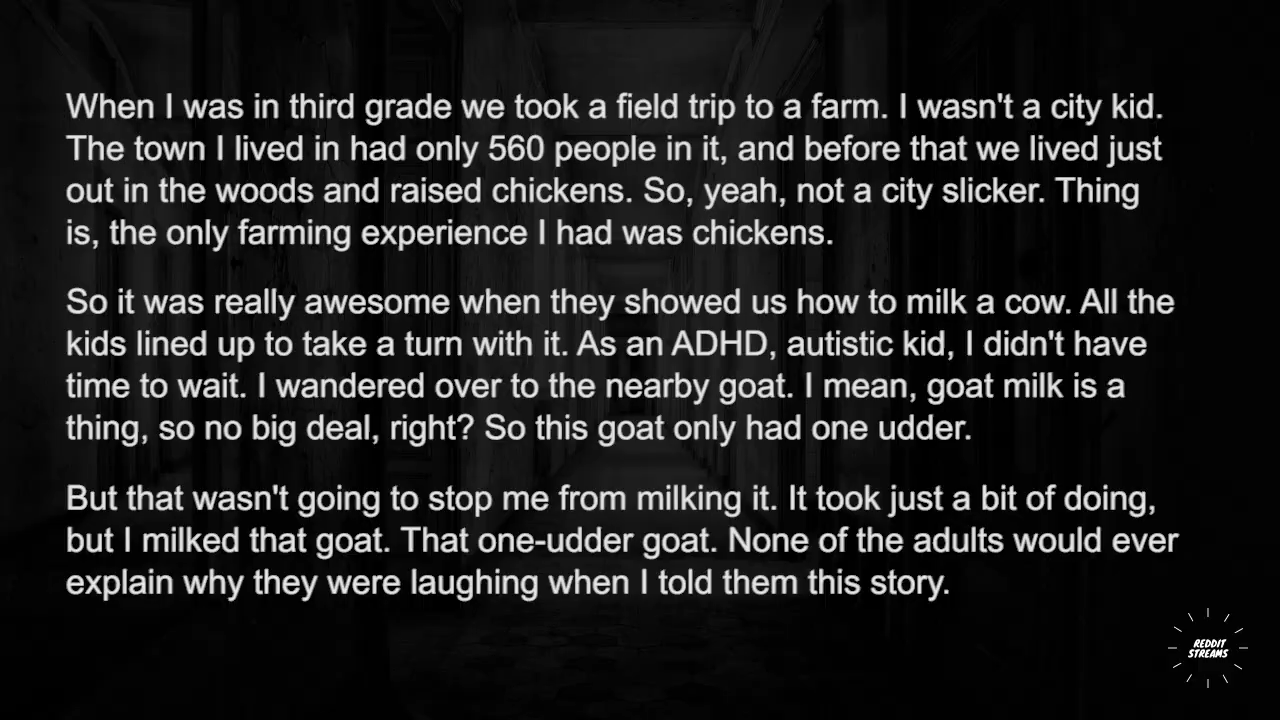 When I was in third grade we took a field trip to a farm. I wasn't a city kid.
The town I lived in had only 560 people in it, and before that we lived just
out in the woods and raised chickens. So, yeah, not a city slicker. Thing
is, the only farming experience I had was chickens.
So it was really awesome when they showed us how to milk a cow. All the
kids lined up to take a turn with it. As an ADHD, autistic kid, I didn't have
time to wait. I wandered over to the nearby goat. I mean, goat milk is a
thing, so no big deal, right? So this goat only had one udder.
But that wasn't going to stop me from milking it. It took just a bit of doing,
but I milked that goat. That one-udder goat. None of the adults would ever
explain why they were laughing when I told them this story.
REDDIT
STREAMS